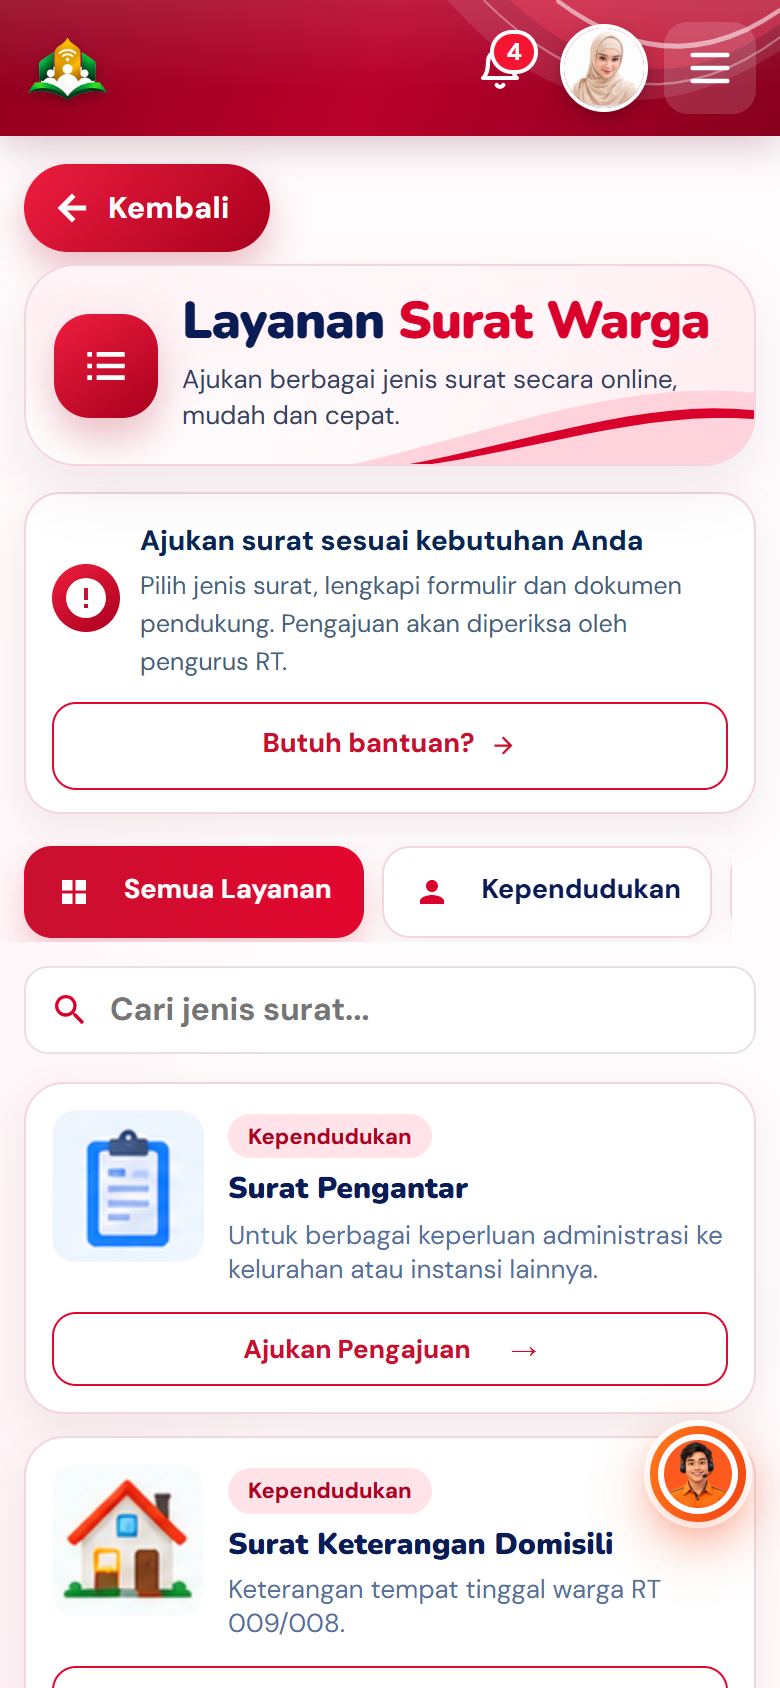 4
Kembali
Layanan Surat Warga
Ajukan berbagai jenis surat secara online,
mudah dan cepat.
Ajukan surat sesuai kebutuhan Anda
Pilih jenis surat, lengkapi formulir dan dokumen
pendukung. Pengajuan akan diperiksa oleh
pengurus RT.
Butuh bantuan? →
Semua Layanan
Kependudukan
Cari jenis surat...
Kependudukan
Surat Pengantar
Untuk berbagai keperluan administrasi ke
kelurahan atau instansi lainnya.
Ajukan Pengajuan →
Kependudukan
Surat Keterangan Domisili
Keterangan tempat tinggal warga RT
009/008.